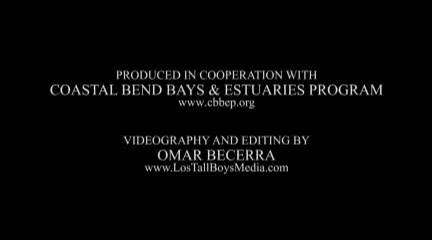 PRODUCED IN COOPERATION WITH
COASTAL BEND BAYS & ESTUARIES PROGRAM
www.cbbep.org
VIDEOGRAPHY AND EDITING BY
OMAR BECERRA
www.LosTallBoysMedia.com